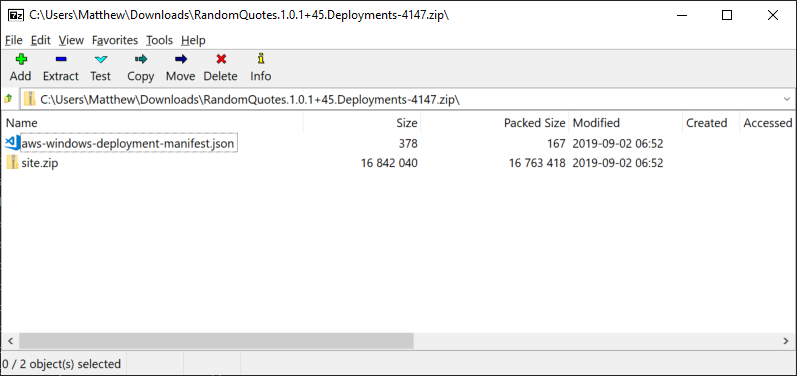 7z C:\Users\Matthew\Downloads\RandomQuotes.1.0.1+45.Deployments-4147.zip\
File Edit View Favorites Tools Help
Add Extract Test Copy Move Delete Info
C:\Users\Matthew\Downloads\RandomQuotes.1.0.1+45.Deployments-4147.zip\
Name Size Packed Size Modified Created Accessed
aws-windows-deployment-manifest.json 378 167 2019-09-02 06:52
site.zip 16 842 040 16 763 418 2019-09-02 06:52
0 / 2 object(s) selected